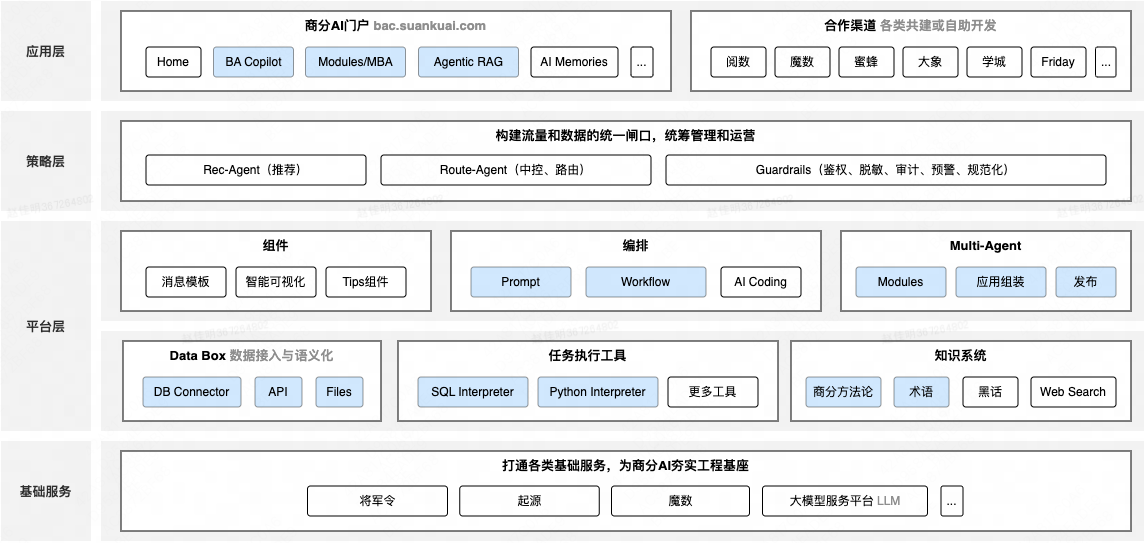 应用层
商分AI门户 bac.suankuai.com
Home
BA Copilot
Modules/MBA
Agentic RAG
AI Memories
...
合作渠道 各类共建或自助开发
阅数
魔数
蜜蜂
大象
学城
Friday
...
策略层
构建流量和数据的统一闸口，统筹管理和运营
Rec-Agent（推荐）
Route-Agent（中控、路由）
Guardrails（鉴权、脱敏、审计、预警、规范化）
平台层
组件
消息模板
智能可视化
Tips组件
编排
Prompt
Workflow
AI Coding
Multi-Agent
Modules
应用组装
发布
Data Box 数据接入与语义化
DB Connector
API
Files
任务执行工具
SQL Interpreter
Python Interpreter
更多工具
知识系统
商分方法论
术语
黑话
Web Search
基础服务
打通各类基础服务，为商分AI夯实工程基座
将军令
起源
魔数
大模型服务平台 LLM
...